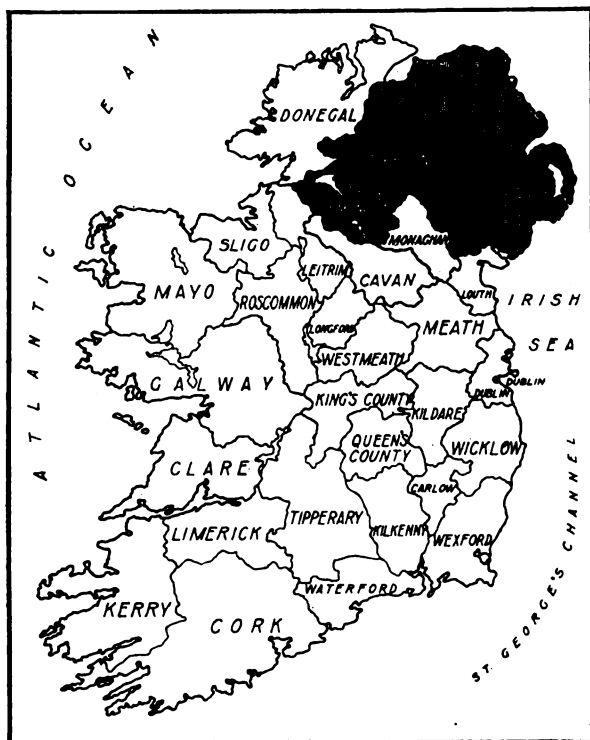 ATLANTIC OCEAN
DONEGAL
MONAGHAN
SLIGO
LEITRIM
CAVAN
LOUTH
IRISH
SEA
MAYO
ROSCOMMON
LONGFORD
MEATH
WESTMEATH
DUBLIN
DUBLIN
GALWAY
KING'S COUNTY
KILDARE
QUEEN'S
COUNTY
WICKLOW
CLARE
CARLOW
LIMERICK
TIPPERARY
KILKENNY
WEXFORD
WATERFORD
KERRY
CORK
ST. GEORGE'S CHANNEL